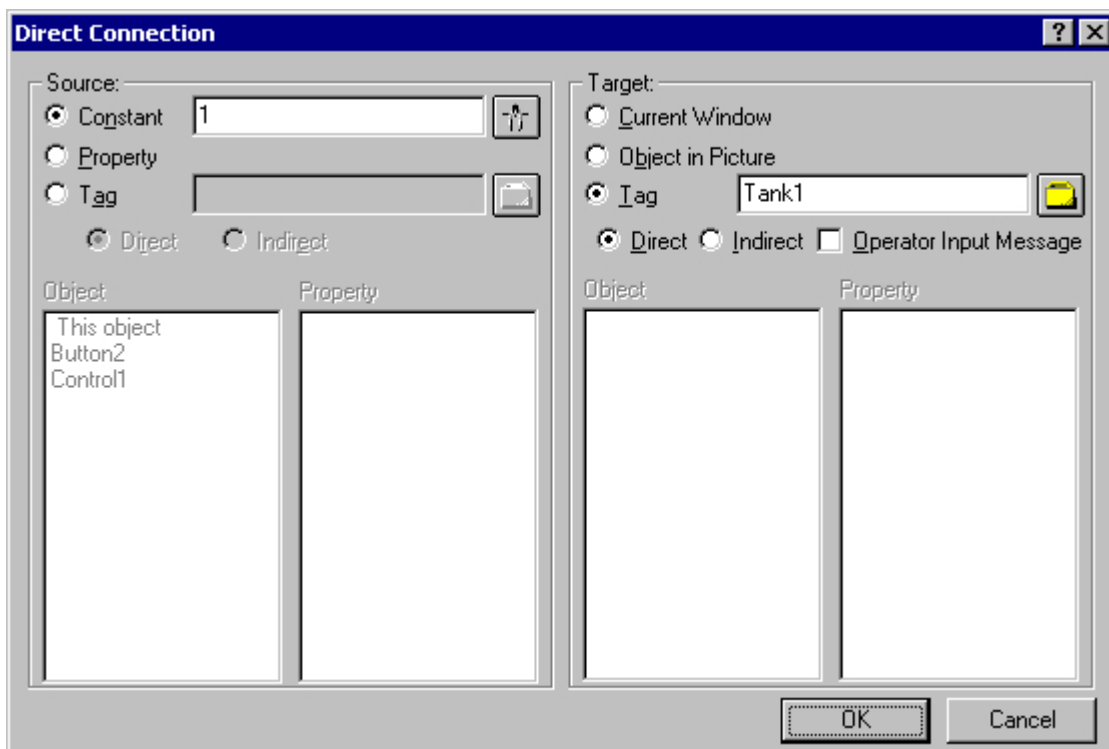 Direct Connection
Source:
Constant 1
Property
Tag
Direct Indirect
Object Property
This object
Button2
Control1
Target:
Current Window
Object in Picture
Tag Tank1
Direct Indirect Operator Input Message
Object Property
OK Cancel